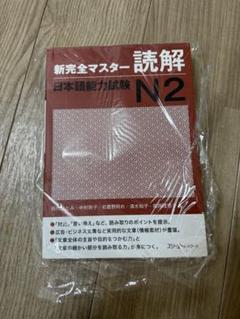 新完全マスター 読解
日本語能力試験 N2
●「対比」「言い換え」など、読み取りのポイントを提示。
●広告・ビジネス文書など実用的な文章(情報素材)が豊富。
●「文章全体の主旨や目的をつかむ力」と
「文章の細かい部分を読み取る力」が身につく。